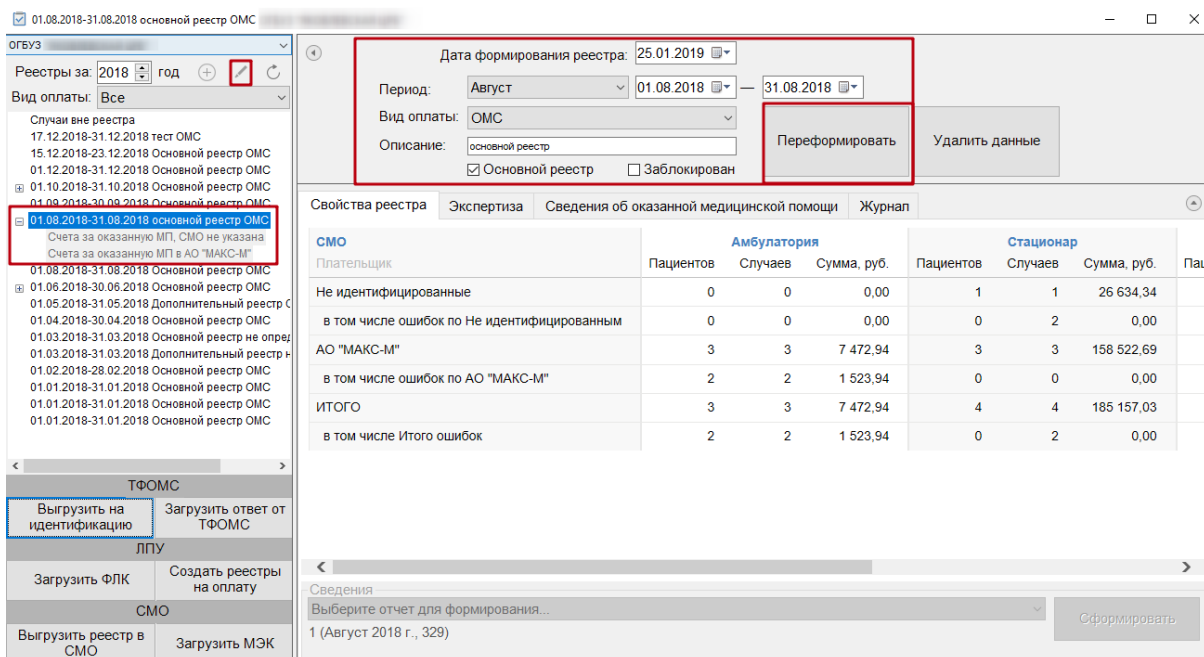 01.08.2018-31.08.2018 основной реестр ОМС
ОГБУЗ
Реестры за: 2018 год
Вид оплаты: Все
Случаи вне реестра
17.12.2018-31.12.2018 тест ОМС
15.12.2018-23.12.2018 Основной реестр ОМС
01.12.2018-31.12.2018 Основной реестр ОМС
01.10.2018-31.10.2018 Основной реестр ОМС
01.09.2018-30.09.2018 Основной реестр ОМС
01.08.2018-31.08.2018 основной реестр ОМС
Счета за оказанную МП, СМО не указана
Счета за оказанную МП в АО "МАКС-М"
01.08.2018-31.08.2018 Основной реестр ОМС
01.06.2018-30.06.2018 Основной реестр ОМС
01.05.2018-31.05.2018 Дополнительный реестр
01.04.2018-30.04.2018 Основной реестр ОМС
01.03.2018-31.03.2018 Основной реестр не опред
01.03.2018-31.03.2018 Дополнительный реестр н
01.02.2018-28.02.2018 Основной реестр ОМС
01.01.2018-31.01.2018 Основной реестр ОМС
01.01.2018-31.01.2018 Основной реестр ОМС
01.01.2018-31.01.2018 Основной реестр ОМС
ТФОМС
Выгрузить на идентификацию
Загрузить ответ от ТФОМС
ЛПУ
Загрузить ФЛК
Создать реестры на оплату
СМО
Выгрузить реестр в СМО
Загрузить МЭК
Дата формирования реестра: 25.01.2019
Период: Август 01.08.2018 — 31.08.2018
Вид оплаты: ОМС
Описание: основной реестр
Основной реестр Заблокирован
Переформировать Удалить данные
Свойства реестра Экспертиза Сведения об оказанной медицинской помощи Журнал
СМО Амбулатория Стационар
Плательщик Пациентов Случаев Сумма, руб. Пациентов Случаев Сумма, руб. Пац
Не идентифицированные 0 0 0,00 1 1 26 634,34
в том числе ошибок по Не идентифицированным 0 0 0,00 0 2 0,00
АО "МАКС-М" 3 3 7 472,94 3 3 158 522,69
в том числе ошибок по АО "МАКС-М" 2 2 1 523,94 0 0 0,00
ИТОГО 3 3 7 472,94 4 4 185 157,03
в том числе Итого ошибок 2 2 1 523,94 0 2 0,00
Сведения
Выберите отчет для формирования...
Сформировать
1 (Август 2018 г., 329)